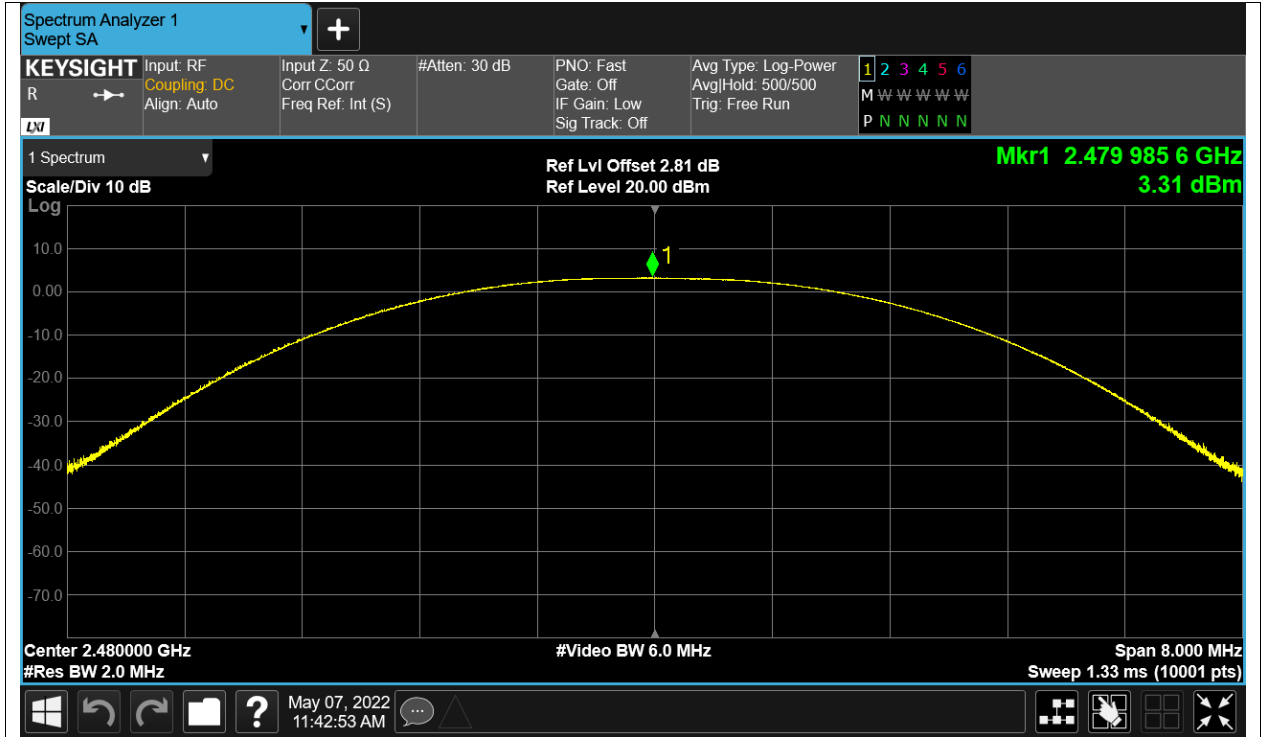 Spectrum Analyzer 1
Swept SA
KEYSIGHT
R
LXI
Input: RF
Coupling: DC
Align: Auto
Input Z: 50 Ω
Corr CCorr
Freq Ref: Int (S)
#Atten: 30 dB
PNO: Fast
Gate: Off
IF Gain: Low
Sig Track: Off
Avg Type: Log-Power
Avg|Hold: 500/500
Trig: Free Run
1 2 3 4 5 6
M W W W W W
P N N N N N
1 Spectrum
Scale/Div 10 dB
Log
Ref Lvl Offset 2.81 dB
Ref Level 20.00 dBm
Mkr1 2.479 985 6 GHz
3.31 dBm
1
10.0
0.00
-10.0
-20.0
-30.0
-40.0
-50.0
-60.0
-70.0
Center 2.480000 GHz
#Res BW 2.0 MHz
#Video BW 6.0 MHz
Span 8.000 MHz
Sweep 1.33 ms (10001 pts)
?
May 07, 2022
11:42:53 AM